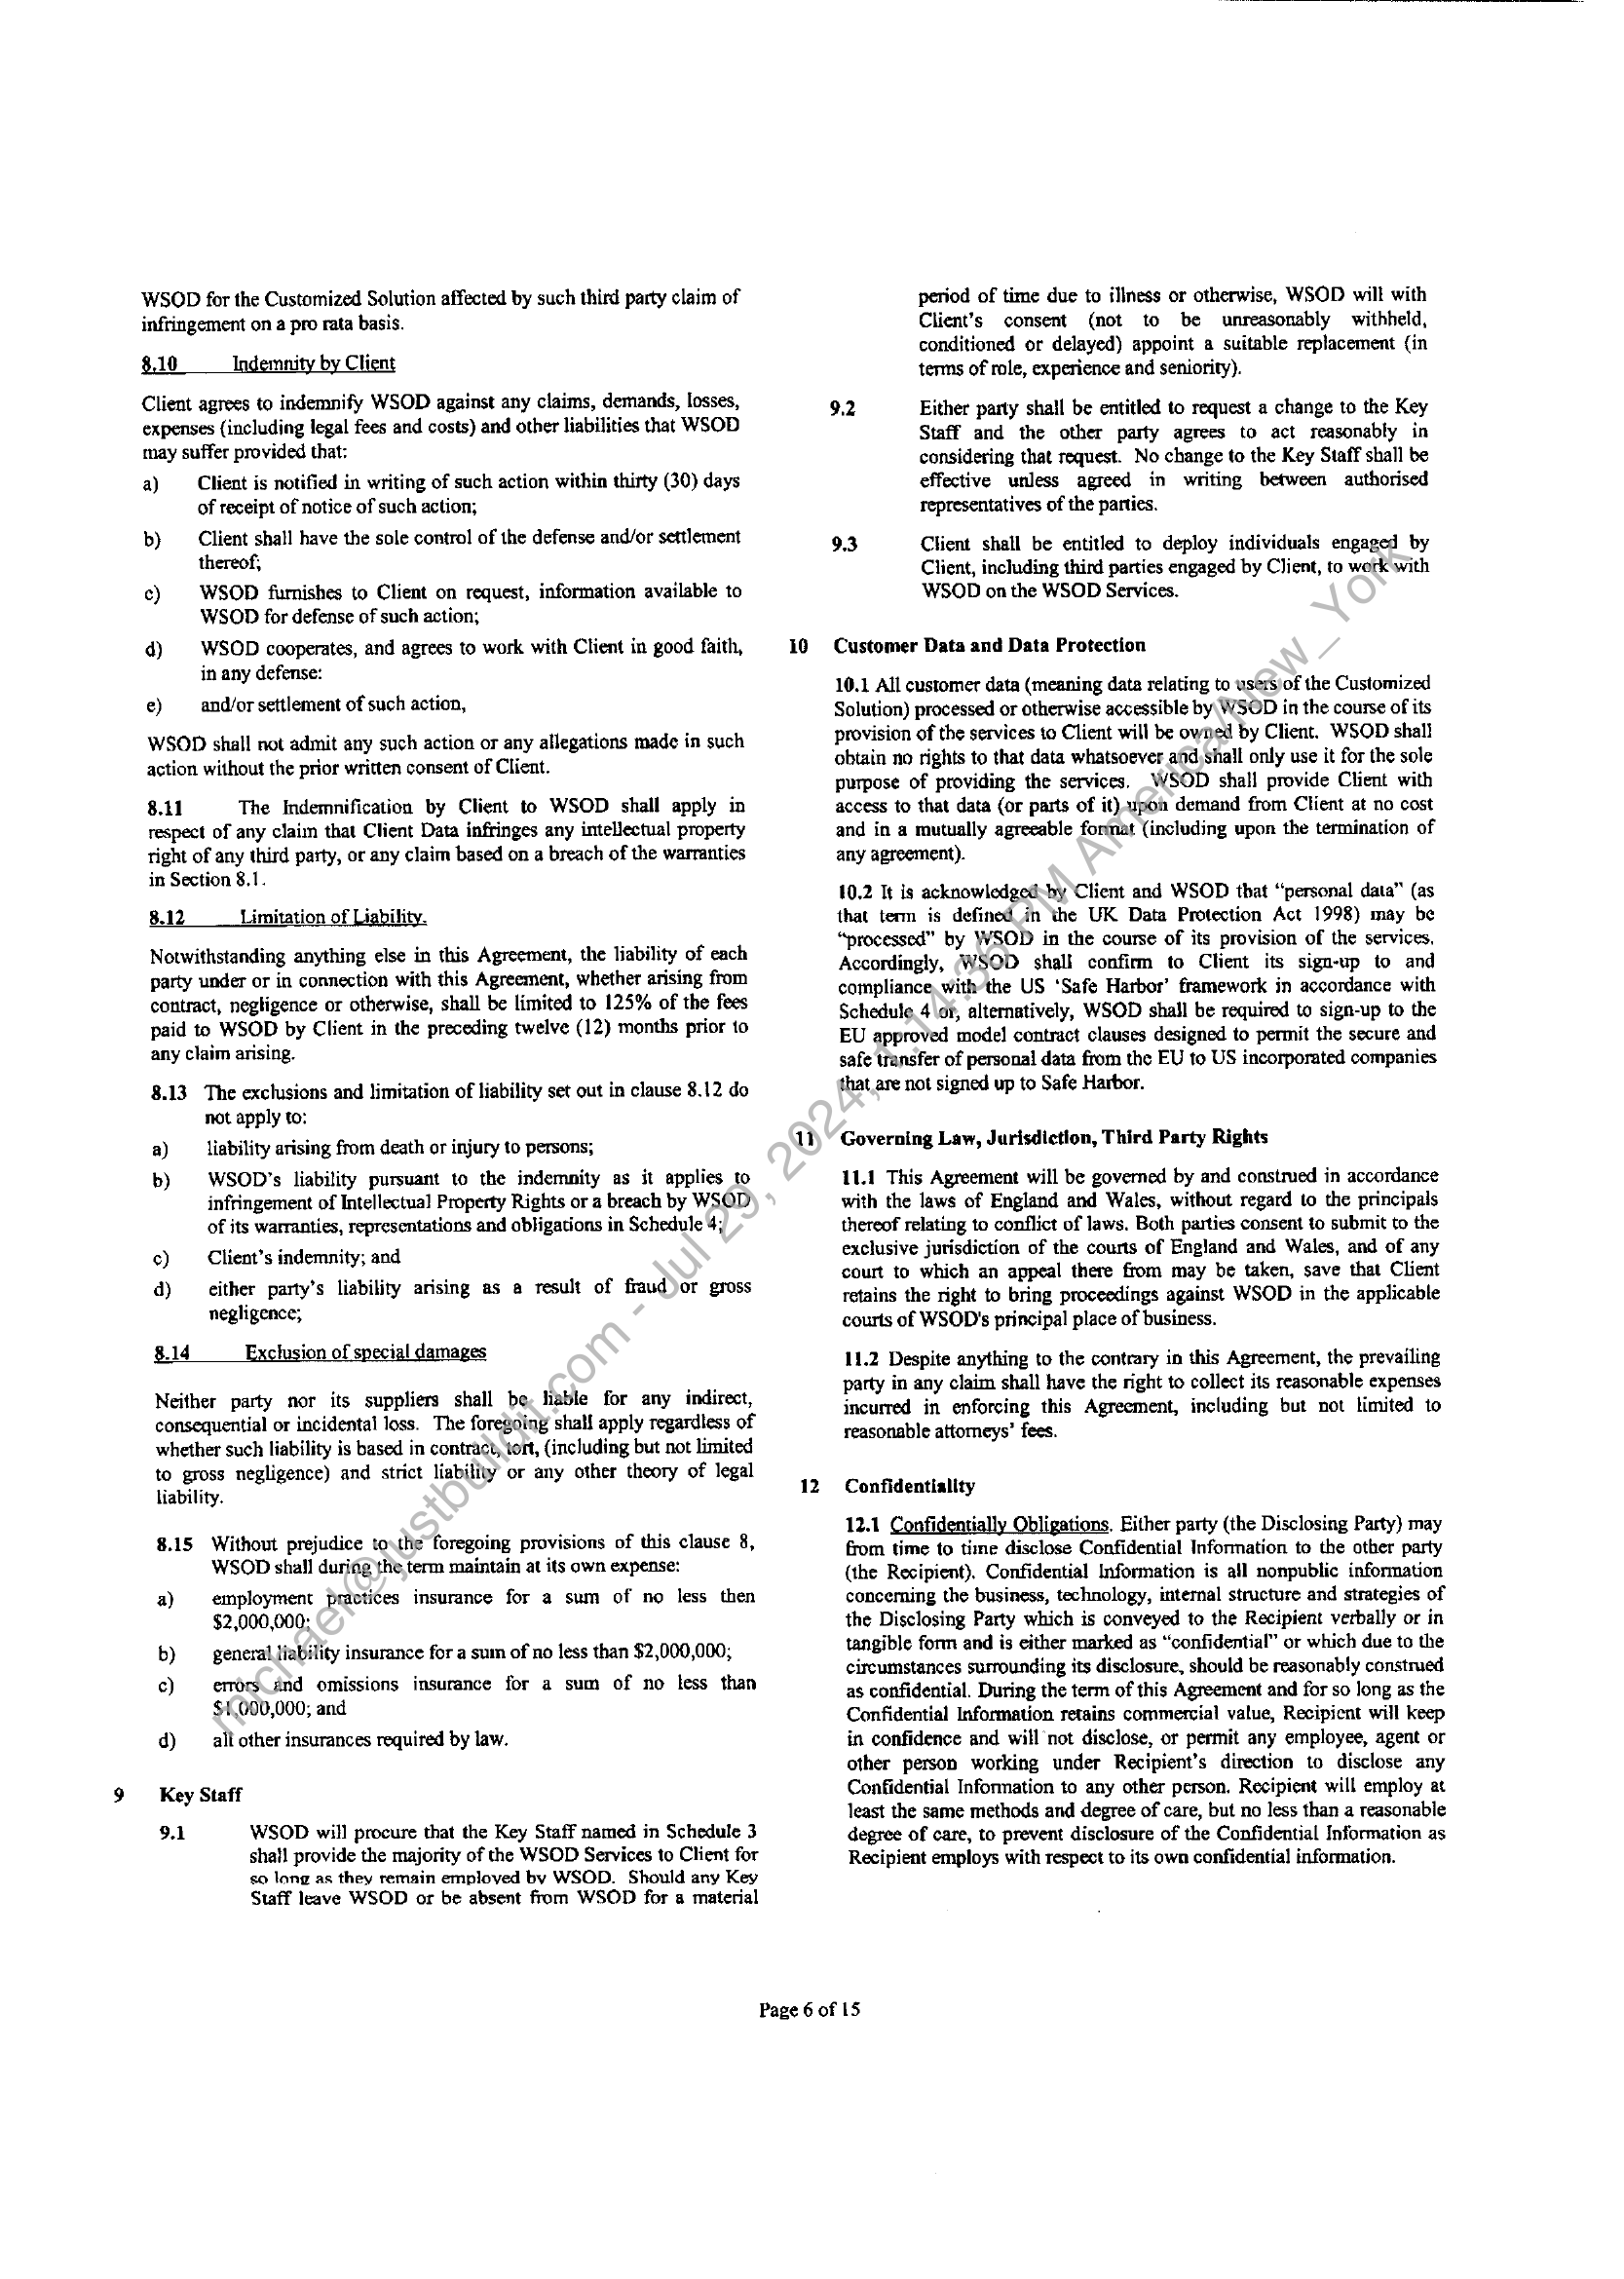 WSOD for the Customized Solution affected by such third party claim of
infringement on a pro rata basis.
8.10 Indemnity by Client
Client agrees to indemnify WSOD against any claims, demands, losses,
expenses (including legal fees and costs) and other liabilities that WSOD
may suffer provided that:
a) Client is notified in writing of such action within thirty (30) days
of receipt of notice of such action;
b) Client shall have the sole control of the defense and/or settlement
thereof;
c) WSOD furnishes to Client on request, information available to
WSOD for defense of such action;
d) WSOD cooperates, and agrees to work with Client in good faith,
in any defense:
e) and/or settlement of such action,
WSOD shall not admit any such action or any allegations made in such
action without the prior written consent of Client.
8.11 The Indemnification by Client to WSOD shall apply in
respect of any claim that Client Data infringes any intellectual property
right of any third party, or any claim based on a breach of the warranties
in Section 8.1.
8.12 Limitation of Liability.
Notwithstanding anything else in this Agreement, the liability of each
party under or in connection with this Agreement, whether arising from
contract, negligence or otherwise, shall be limited to 125% of the fees
paid to WSOD by Client in the preceding twelve (12) months prior to
any claim arising.
8.13 The exclusions and limitation of liability set out in clause 8.12 do
not apply to:
a) liability arising from death or injury to persons;
b) WSOD's liability pursuant to the indemnity as it applies to
infringement of Intellectual Property Rights or a breach by WSOD
of its warranties, representations and obligations in Schedule 4;
c) Client's indemnity; and
d) either party's liability arising as a result of fraud or gross
negligence;
8.14 Exclusion of special damages
Neither party nor its suppliers shall be liable for any indirect,
consequential or incidental loss. The foregoing shall apply regardless of
whether such liability is based in contract, tort, (including but not limited
to gross negligence) and strict liability or any other theory of legal
liability.
8.15 Without prejudice to the foregoing provisions of this clause 8,
WSOD shall during the term maintain at its own expense:
a) employment practices insurance for a sum of no less then
$2,000,000;
b) general liability insurance for a sum of no less than $2,000,000;
c) errors and omissions insurance for a sum of no less than
$1,000,000; and
d) all other insurances required by law.
9 Key Staff
9.1 WSOD will procure that the Key Staff named in Schedule 3
shall provide the majority of the WSOD Services to Client for
so long as they remain employed by WSOD. Should any Key
Staff leave WSOD or be absent from WSOD for a material
period of time due to illness or otherwise, WSOD will with
Client's consent (not to be unreasonably withheld,
conditioned or delayed) appoint a suitable replacement (in
terms of role, experience and seniority).
9.2 Either party shall be entitled to request a change to the Key
Staff and the other party agrees to act reasonably in
considering that request. No change to the Key Staff shall be
effective unless agreed in writing between authorised
representatives of the parties.
9.3 Client shall be entitled to deploy individuals engaged by
Client, including third parties engaged by Client, to work with
WSOD on the WSOD Services.
10 Customer Data and Data Protection
10.1 All customer data (meaning data relating to users of the Customized
Solution) processed or otherwise accessible by WSOD in the course of its
provision of the services to Client will be owned by Client. WSOD shall
obtain no rights to that data whatsoever and shall only use it for the sole
purpose of providing the services. WSOD shall provide Client with
access to that data (or parts of it) upon demand from Client at no cost
and in a mutually agreeable format (including upon the termination of
any agreement).
10.2 It is acknowledged by Client and WSOD that "personal data" (as
that term is defined in the UK Data Protection Act 1998) may be
"processed" by WSOD in the course of its provision of the services.
Accordingly, WSOD shall confirm to Client its sign-up to and
compliance with the US 'Safe Harbor' framework in accordance with
Schedule 4 or, alternatively, WSOD shall be required to sign-up to the
EU approved model contract clauses designed to permit the secure and
safe transfer of personal data from the EU to US incorporated companies
that are not signed up to Safe Harbor.
11 Governing Law, Jurisdiction, Third Party Rights
11.1 This Agreement will be governed by and construed in accordance
with the laws of England and Wales, without regard to the principals
thereof relating to conflict of laws. Both parties consent to submit to the
exclusive jurisdiction of the courts of England and Wales, and of any
court to which an appeal there from may be taken, save that Client
retains the right to bring proceedings against WSOD in the applicable
courts of WSOD's principal place of business.
11.2 Despite anything to the contrary in this Agreement, the prevailing
party in any claim shall have the right to collect its reasonable expenses
incurred in enforcing this Agreement, including but not limited to
reasonable attorneys' fees.
12 Confidentiality
12.1 Confidentially Obligations. Either party (the Disclosing Party) may
from time to time disclose Confidential Information to the other party
(the Recipient). Confidential Information is all nonpublic information
concerning the business, technology, internal structure and strategies of
the Disclosing Party which is conveyed to the Recipient verbally or in
tangible form and is either marked as "confidential" or which due to the
circumstances surrounding its disclosure, should be reasonably construed
as confidential. During the term of this Agreement and for so long as the
Confidential Information retains commercial value, Recipient will keep
in confidence and will not disclose, or permit any employee, agent or
other person working under Recipient's direction to disclose any
Confidential Information to any other person. Recipient will employ at
least the same methods and degree of care, but no less than a reasonable
degree of care, to prevent disclosure of the Confidential Information as
Recipient employs with respect to its own confidential information.
Page 6 of 15
michael@justbuildit.com - Jul 29, 2024, 1:14:36 PM America/New_York